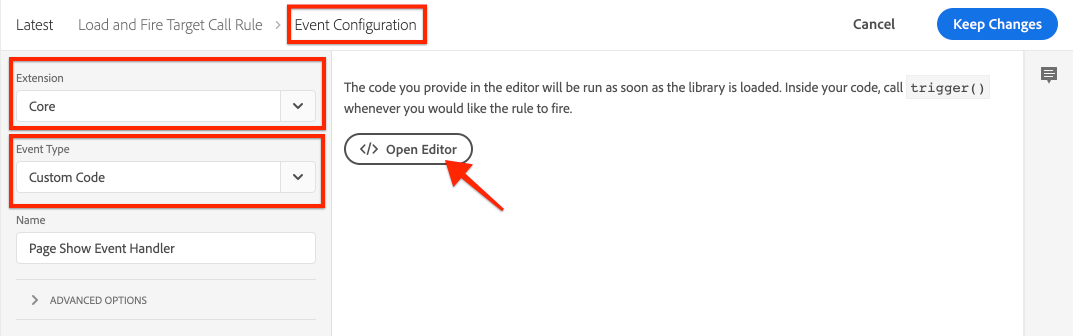 Latest Load and Fire Target Call Rule > Event Configuration Cancel Keep Changes
Extension
Core
Event Type
Custom Code
Name
Page Show Event Handler
ADVANCED OPTIONS
The code you provide in the editor will be run as soon as the library is loaded. Inside your code, call trigger()
whenever you would like the rule to fire.
</> Open Editor